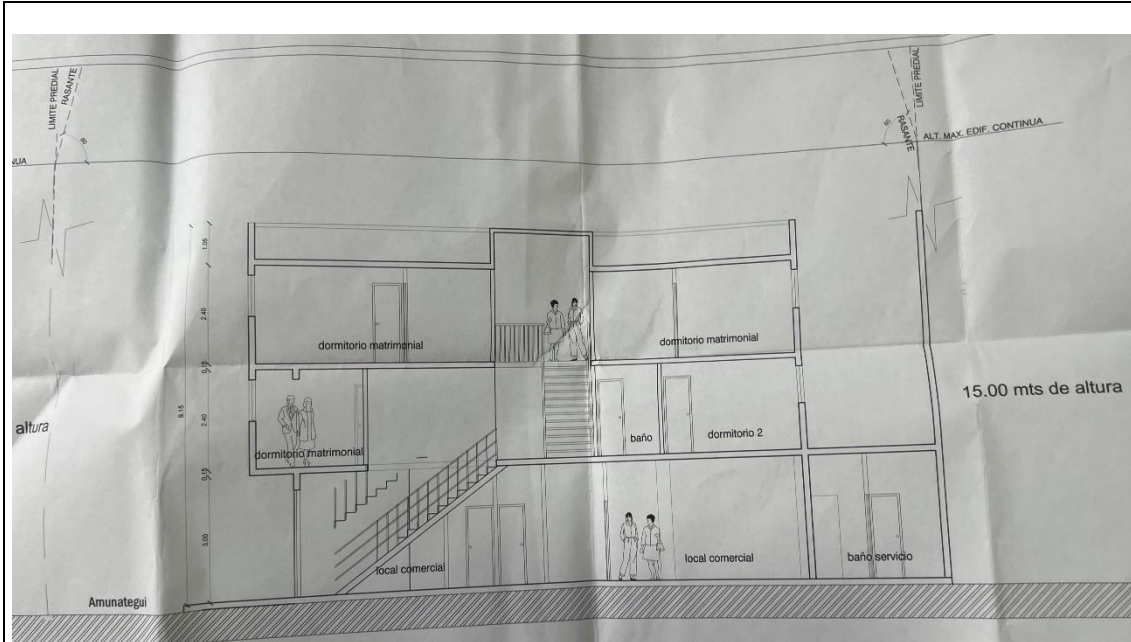 LIMITE PREDIAL
RASANTE
NUA
LIMITE PREDIAL
RASANTE
ALT. MAX. EDIF. CONTINUA
1.05
2.40
0.15
9.15
2.40
0.15
3.00
dormitorio matrimonial
dormitorio matrimonial
15.00 mts de altura
altura
dormitorio matrimonial
baño
dormitorio 2
local comercial
local comercial
baño servicio
Amunategui